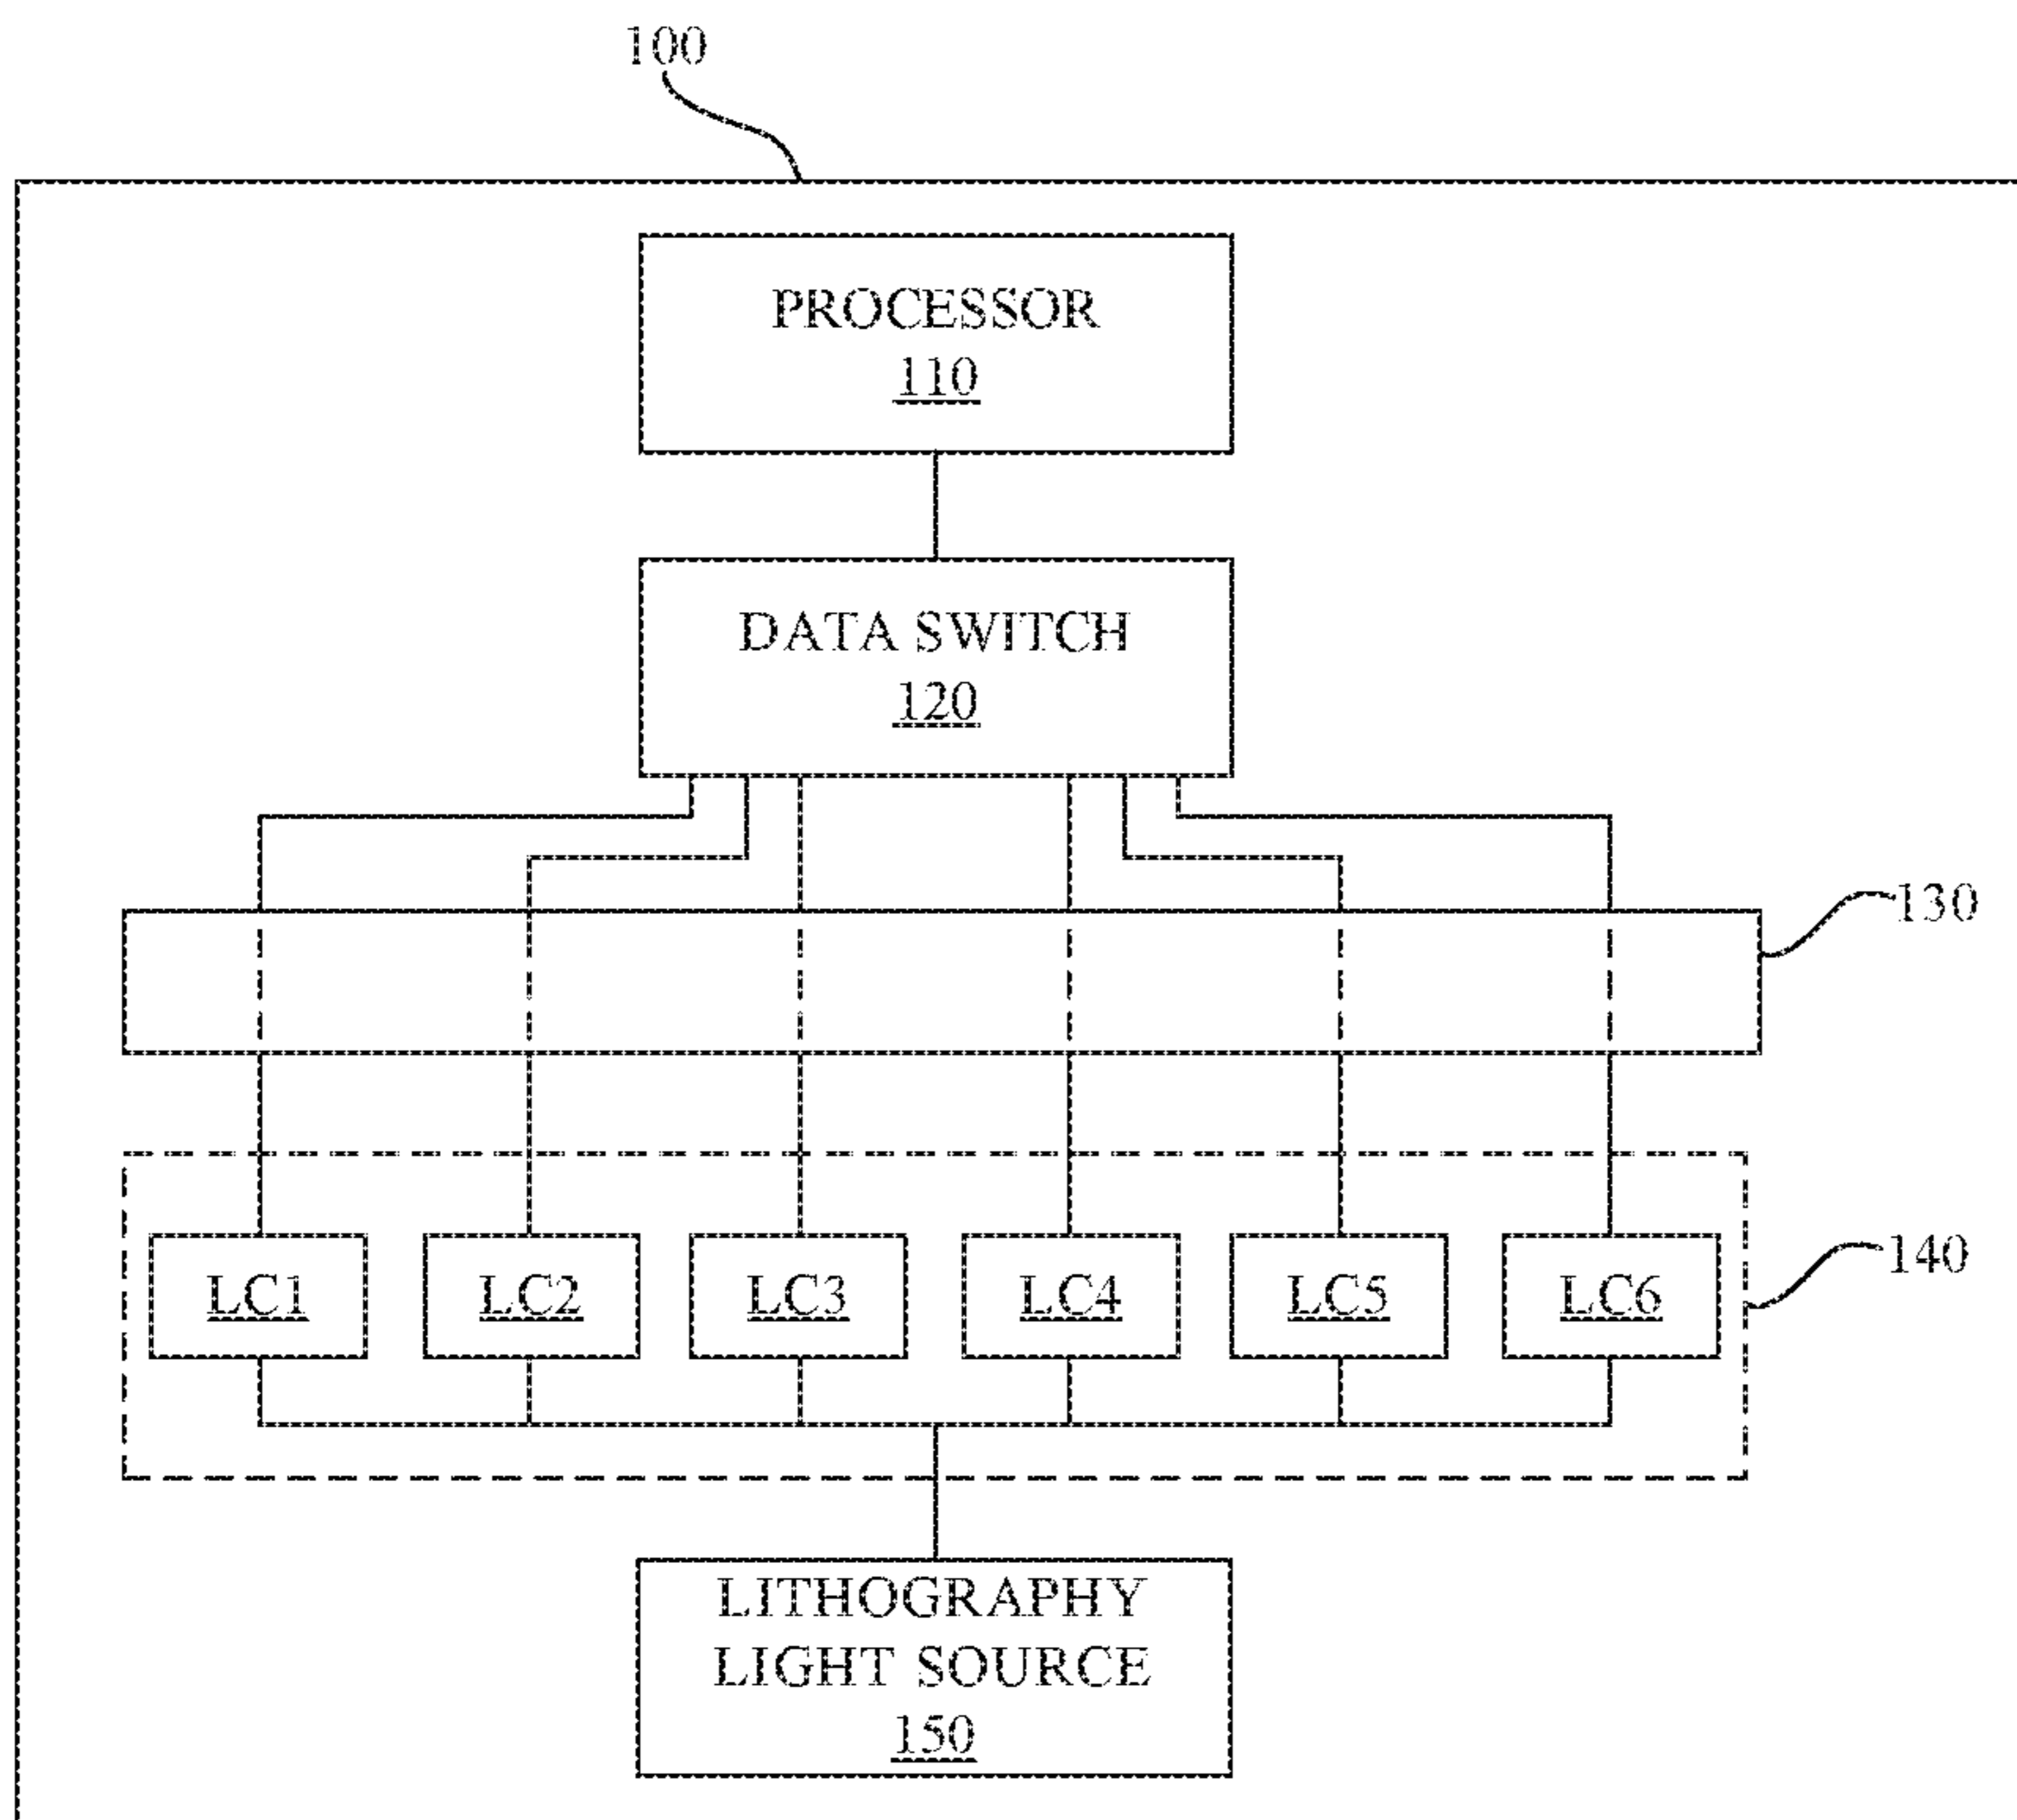 100
PROCESSOR
110
DATA SWITCH
120
130
LC1 LC2 LC3 LC4 LC5 LC6
140
LITHOGRAPHY
LIGHT SOURCE
150